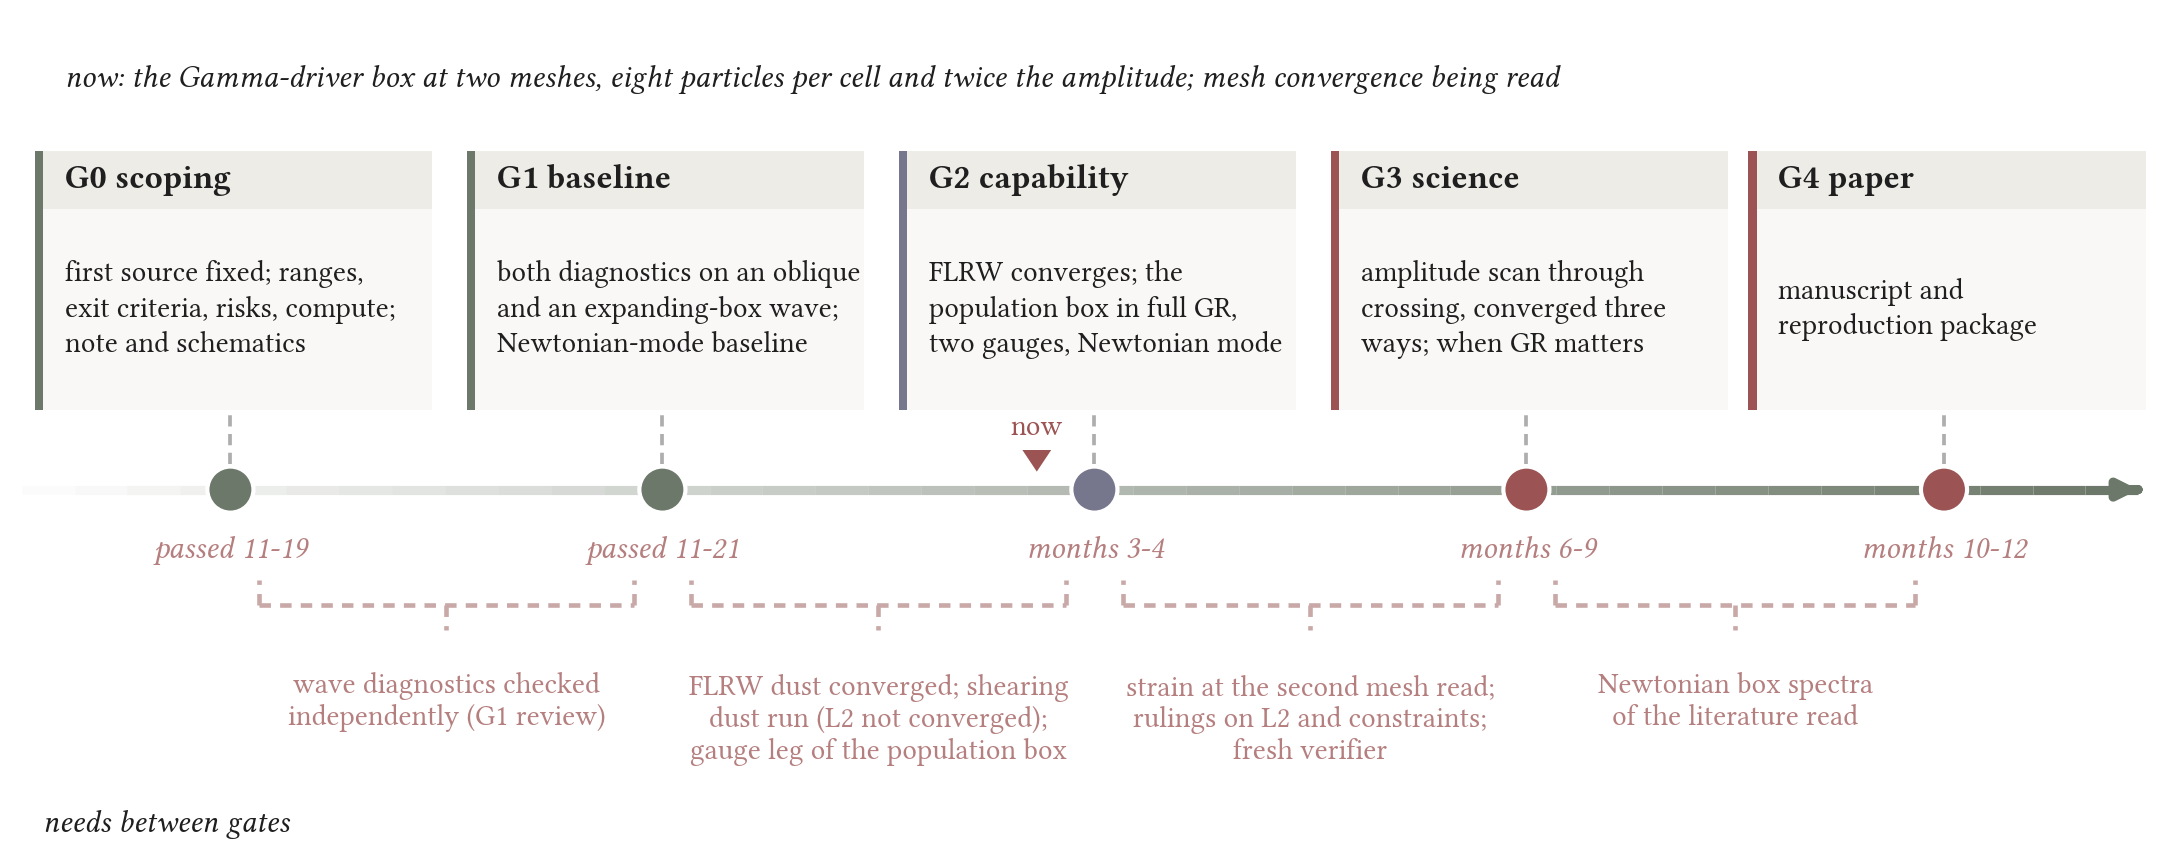 now: the Gamma-driver box at two meshes, eight particles per cell and twice the amplitude; mesh convergence being read
G0 scoping
first source fixed; ranges,
exit criteria, risks, compute;
note and schematics
G1 baseline
both diagnostics on an oblique
and an expanding-box wave;
Newtonian-mode baseline
G2 capability
FLRW converges; the
population box in full GR,
two gauges, Newtonian mode
G3 science
amplitude scan through
crossing, converged three
ways; when GR matters
G4 paper
manuscript and
reproduction package
now
passed 11-19
passed 11-21
months 3-4
months 6-9
months 10-12
wave diagnostics checked
independently (G1 review)
FLRW dust converged; shearing
dust run (L2 not converged);
gauge leg of the population box
strain at the second mesh read;
rulings on L2 and constraints;
fresh verifier
Newtonian box spectra
of the literature read
needs between gates